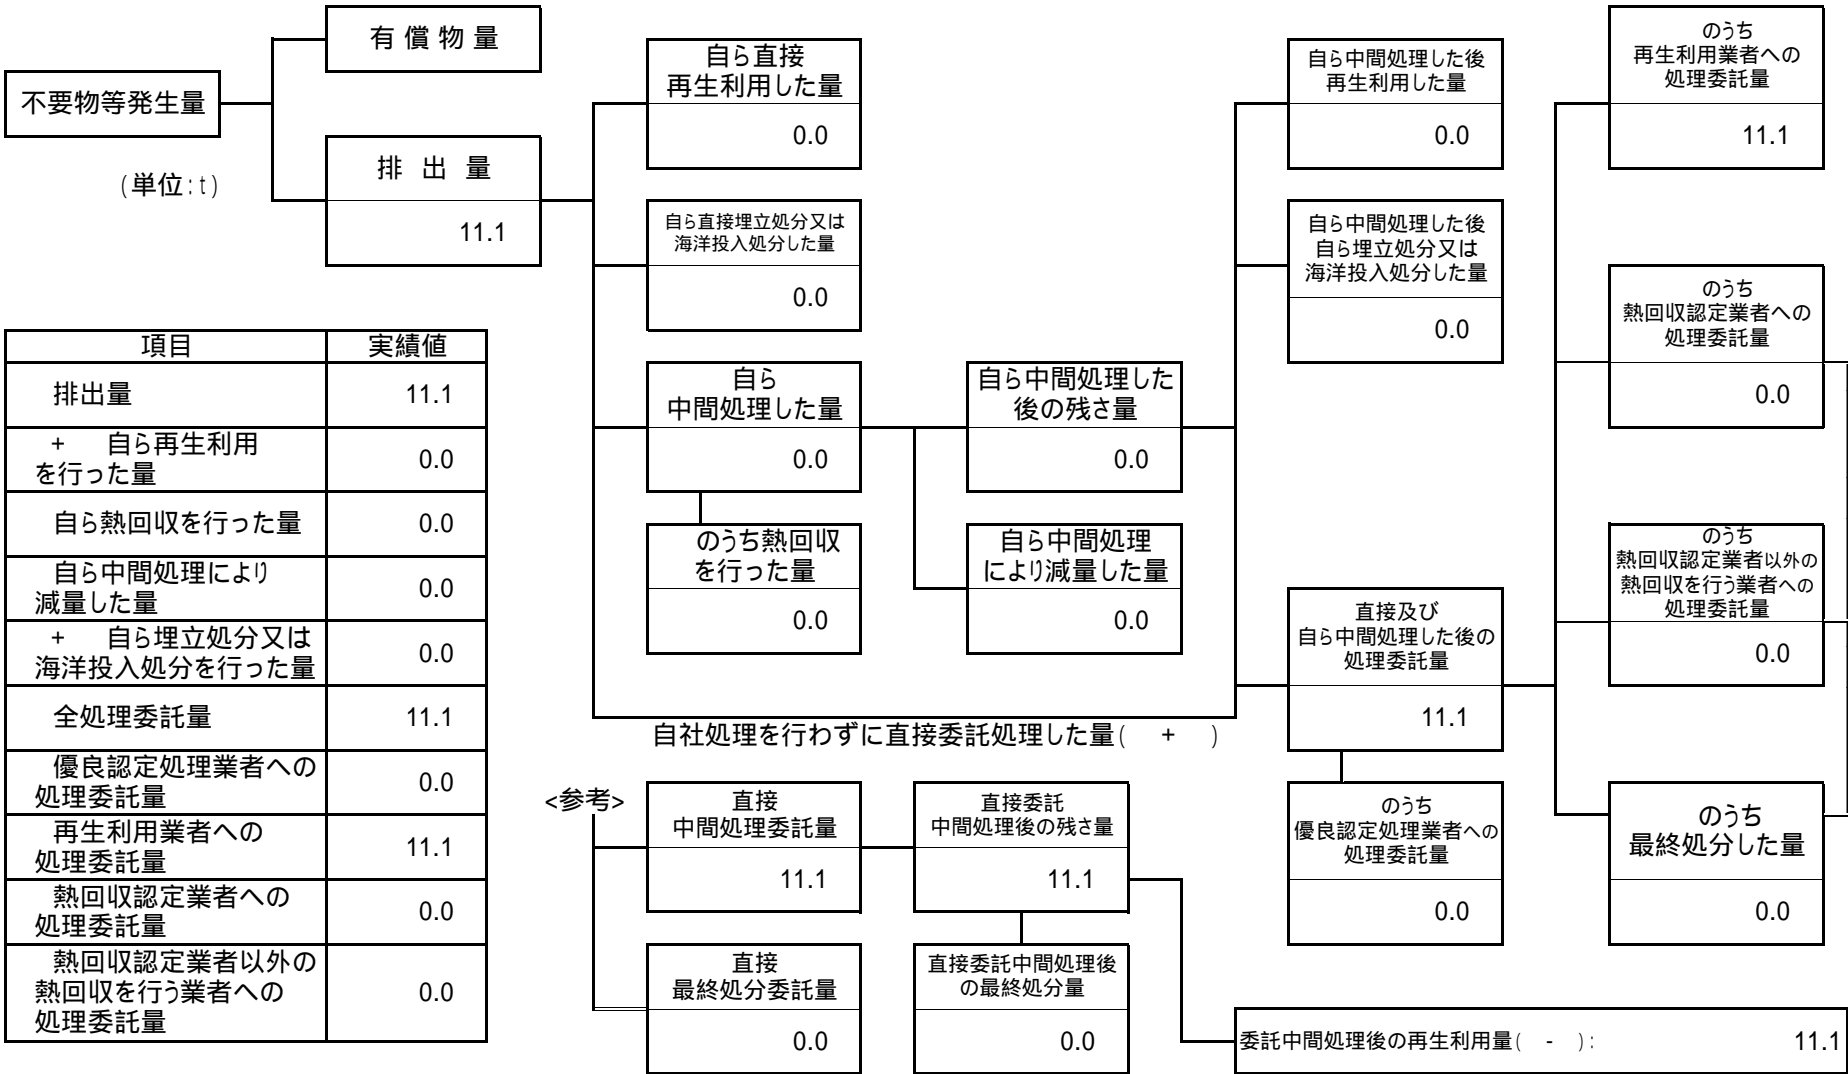 不要物等発生量
(単位:t)
有 償 物 量
排 出 量
11.1
自ら直接
再生利用した量
0.0
自ら直接埋立処分又は
海洋投入処分した量
0.0
自ら
中間処理した量
0.0
のうち熱回収
を行った量
0.0
自ら中間処理した
後の残さ量
0.0
自ら中間処理
により減量した量
0.0
自ら中間処理した後
再生利用した量
0.0
自ら中間処理した後
自ら埋立処分又は
海洋投入処分した量
0.0
直接及び
自ら中間処理した後の
処理委託量
11.1
のうち
優良認定処理業者への
処理委託量
0.0
のうち
再生利用業者への
処理委託量
11.1
のうち
熱回収認定業者への
処理委託量
0.0
のうち
熱回収認定業者以外の
熱回収を行う業者への
処理委託量
0.0
のうち
最終処分した量
0.0
自社処理を行わずに直接委託処理した量( + )
項目 実績値
排出量 11.1
+ 自ら再生利用
を行った量 0.0
自ら熱回収を行った量 0.0
自ら中間処理により
減量した量 0.0
+ 自ら埋立処分又は
海洋投入処分を行った量 0.0
全処理委託量 11.1
優良認定処理業者への
処理委託量 0.0
再生利用業者への
処理委託量 11.1
熱回収認定業者への
処理委託量 0.0
熱回収認定業者以外の
熱回収を行う業者への
処理委託量 0.0
<参考>
直接
中間処理委託量
11.1
直接委託
中間処理後の残さ量
11.1
直接
最終処分委託量
0.0
直接委託中間処理後
の最終処分量
0.0
委託中間処理後の再生利用量( - ): 11.1